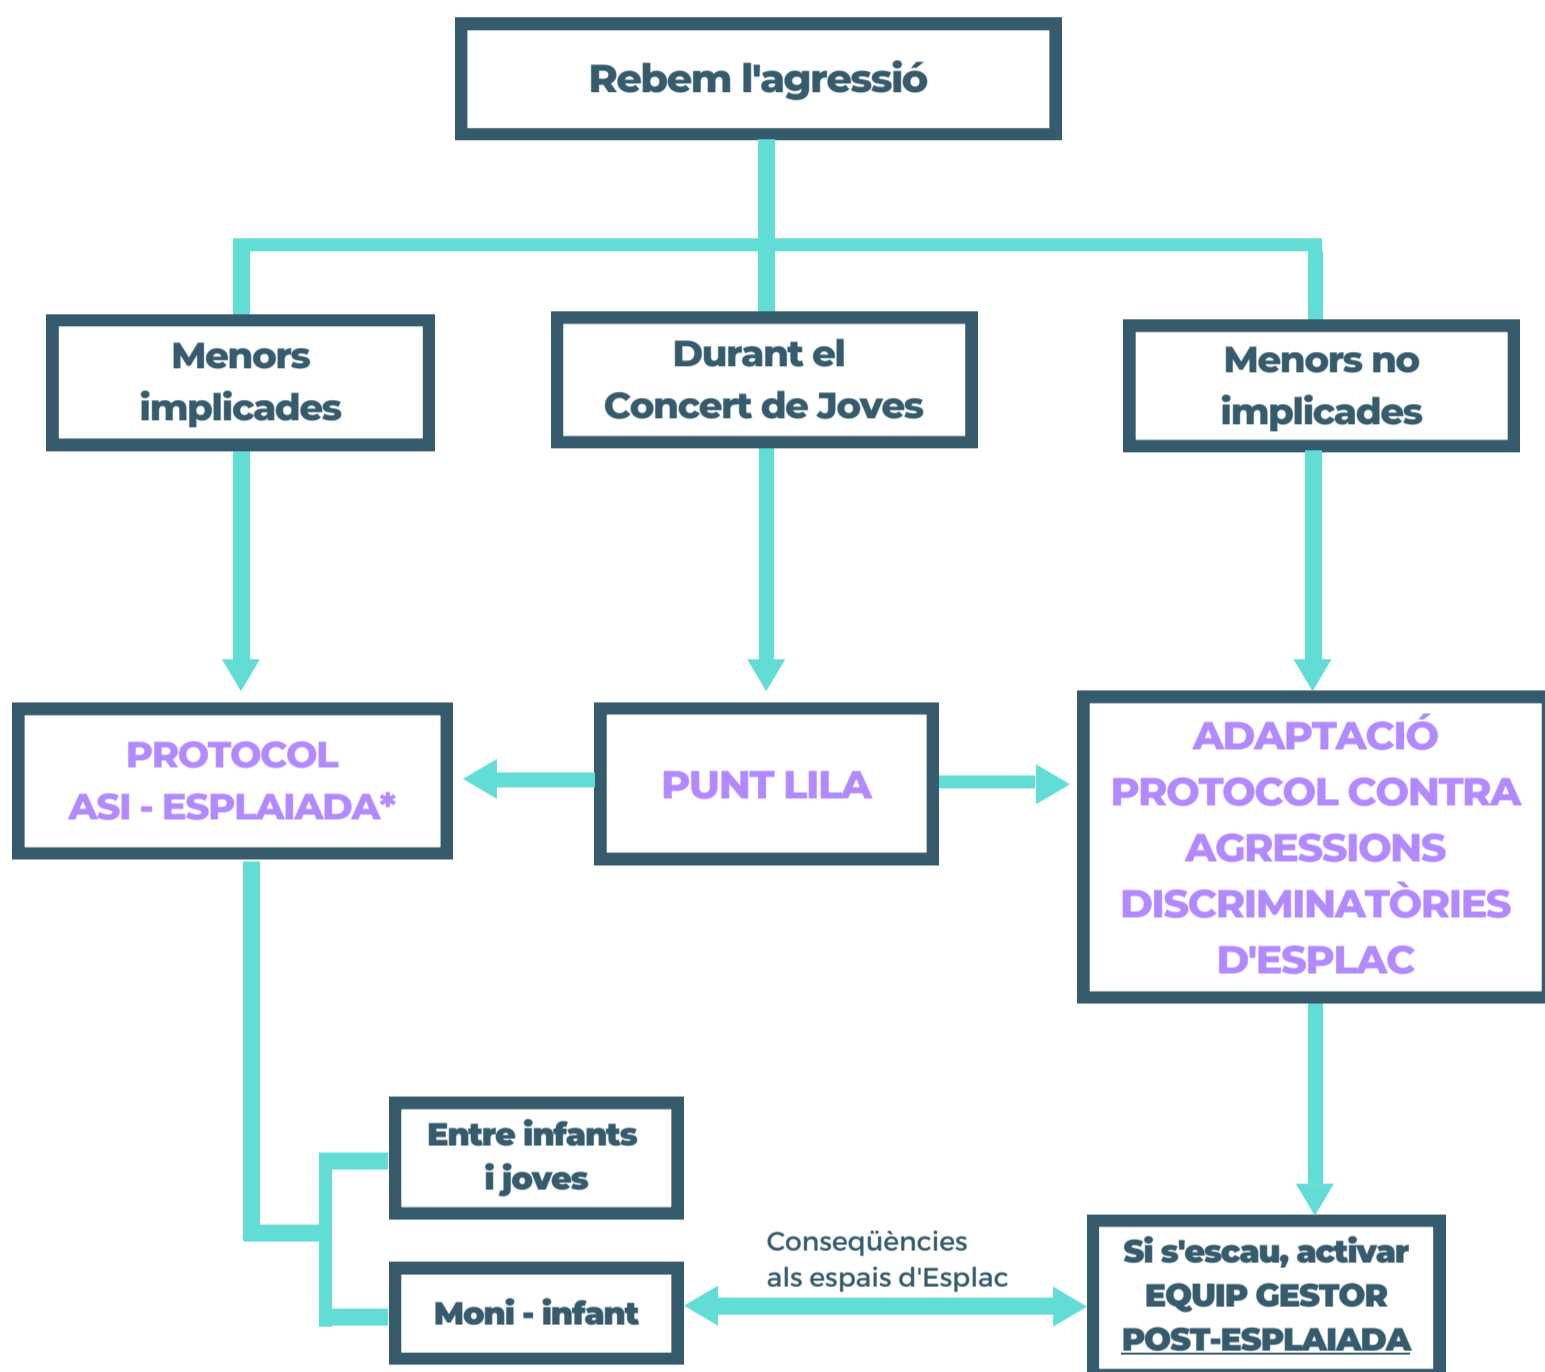 Rebem l'agressió
Menors
implicades
Durant el
Concert de Joves
Menors no
implicades
PROTOCOL
ASI - ESPLAIADA*
PUNT LILA
ADAPTACIÓ
PROTOCOL CONTRA
AGRESSIONS
DISCRIMINATÒRIES
D'ESPLAC
Entre infants
i joves
Moni - infant
Conseqüències
als espais d'Esplac
Si s'escau, activar
EQUIP GESTOR
POST-ESPLAIADA